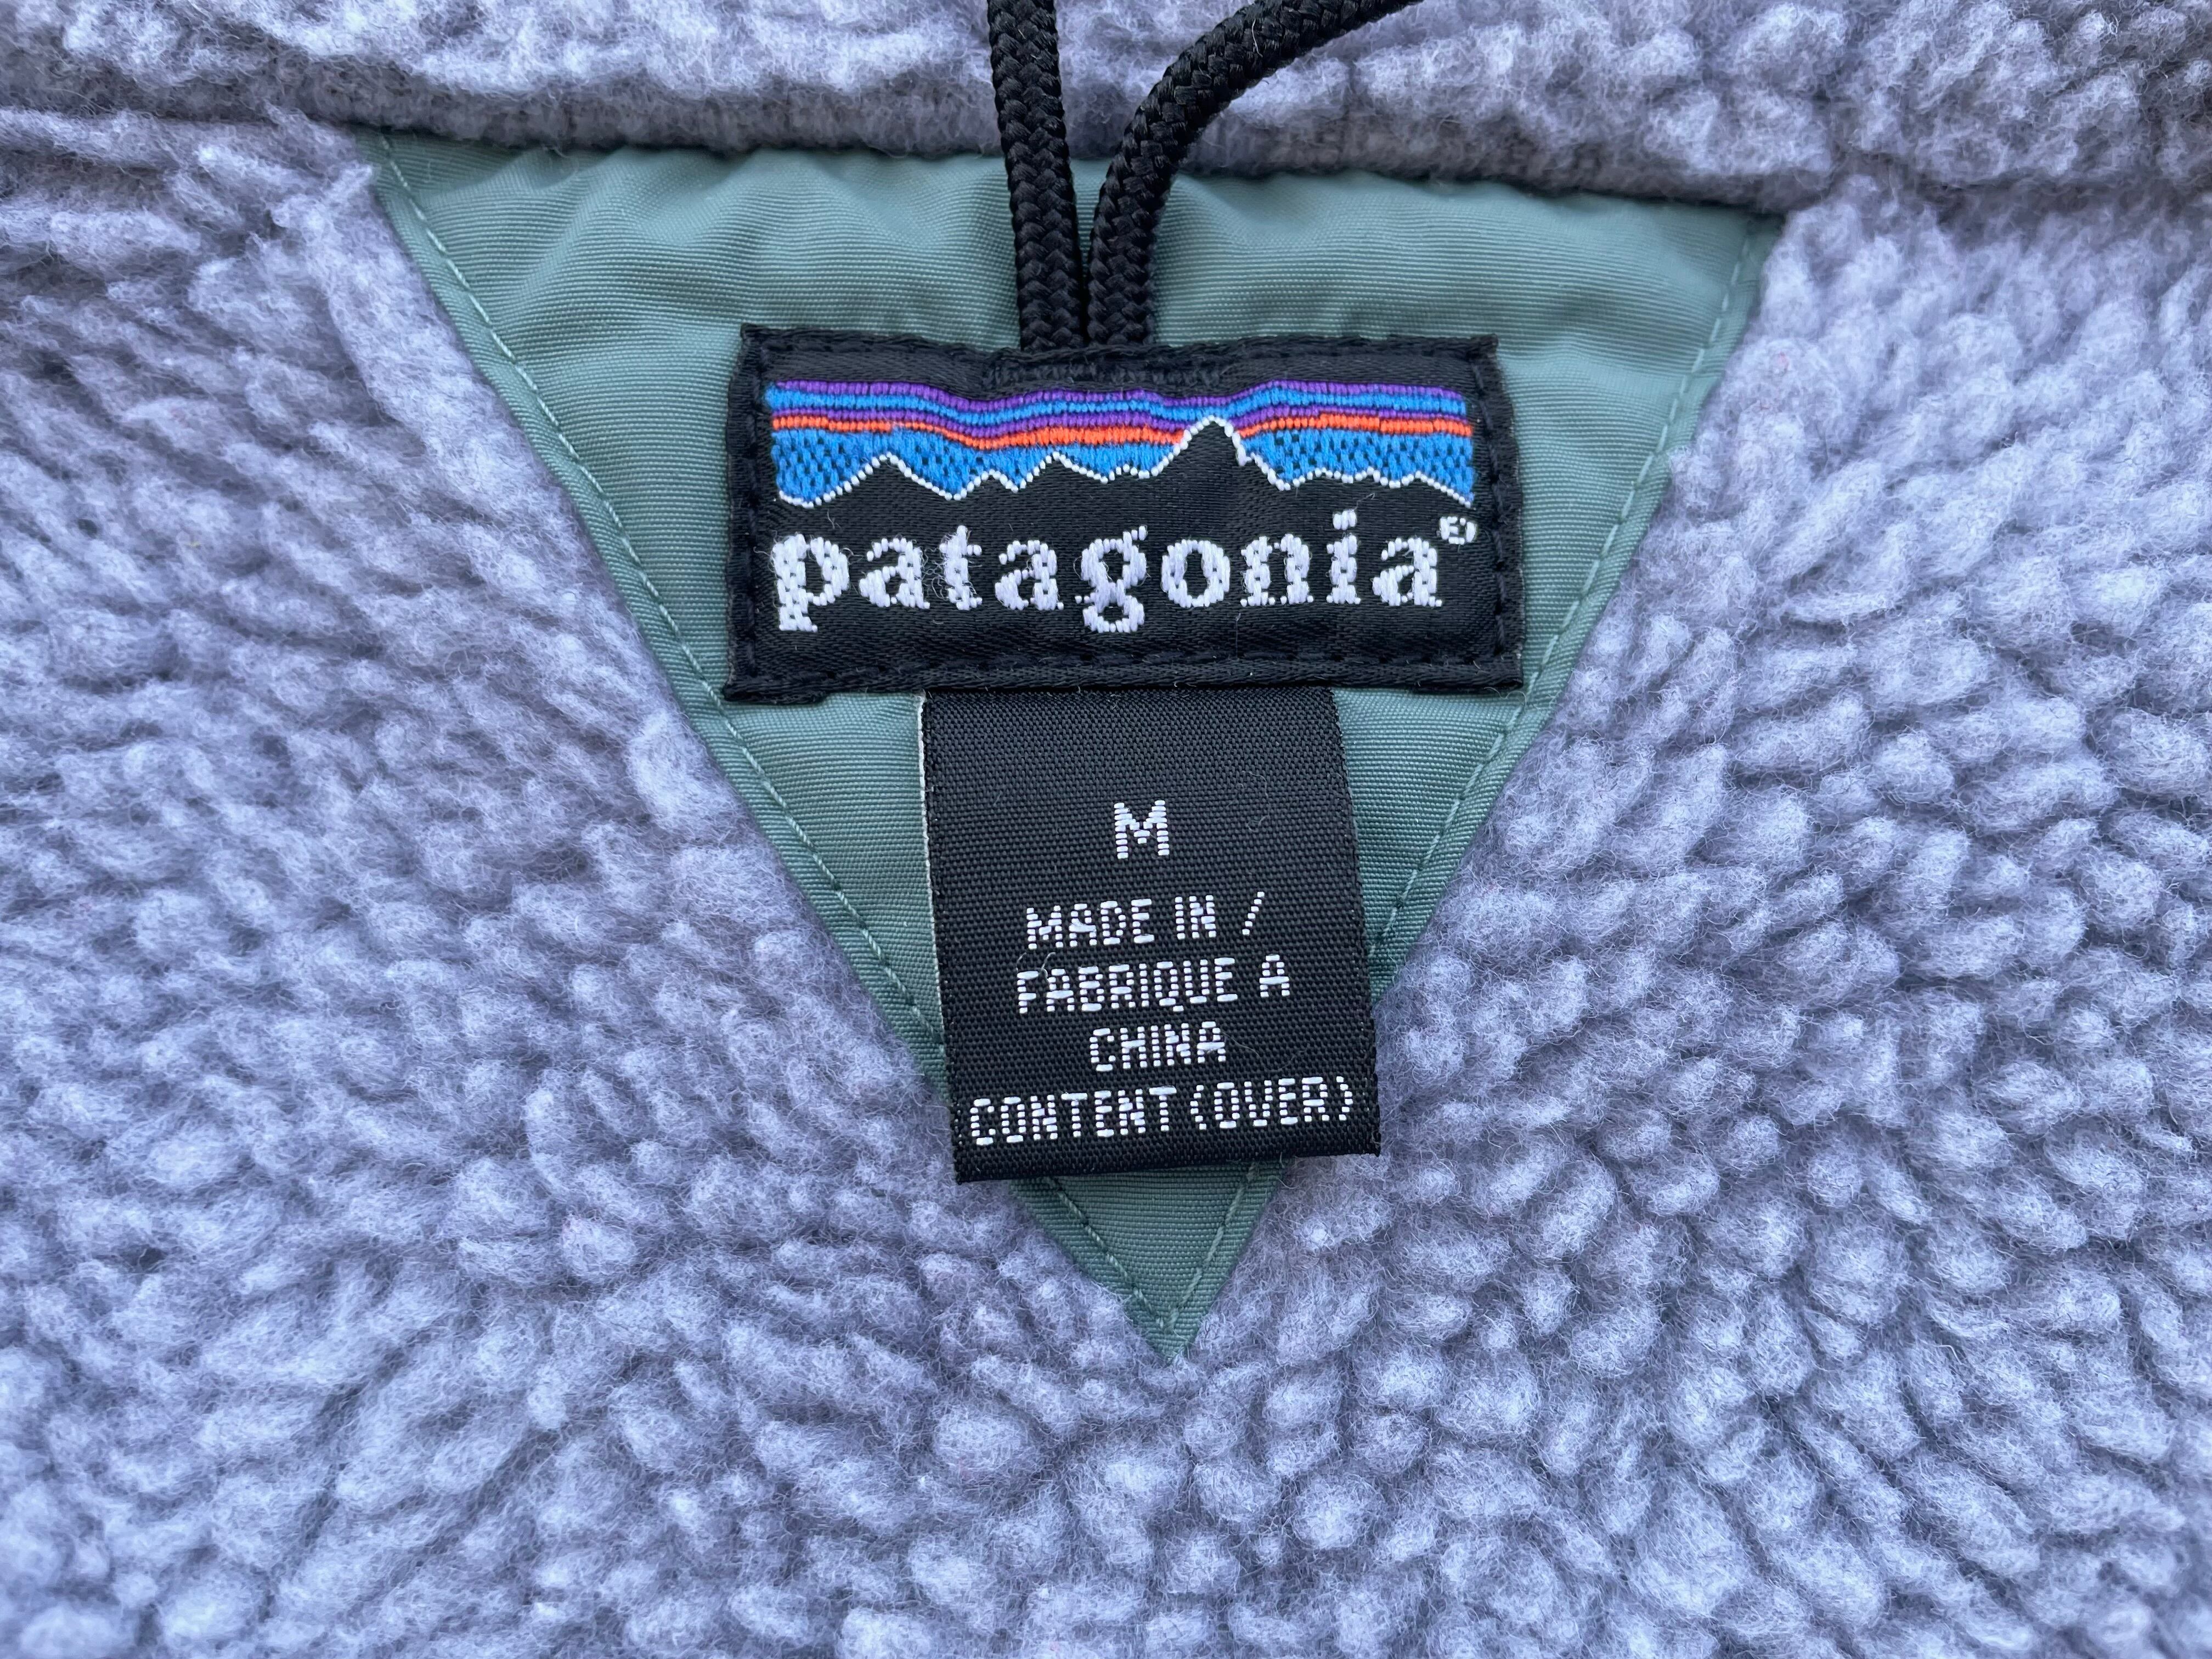 patagonia®
M
MADE IN /
FABRIQUE A
CHINA
CONTENT (OVER)